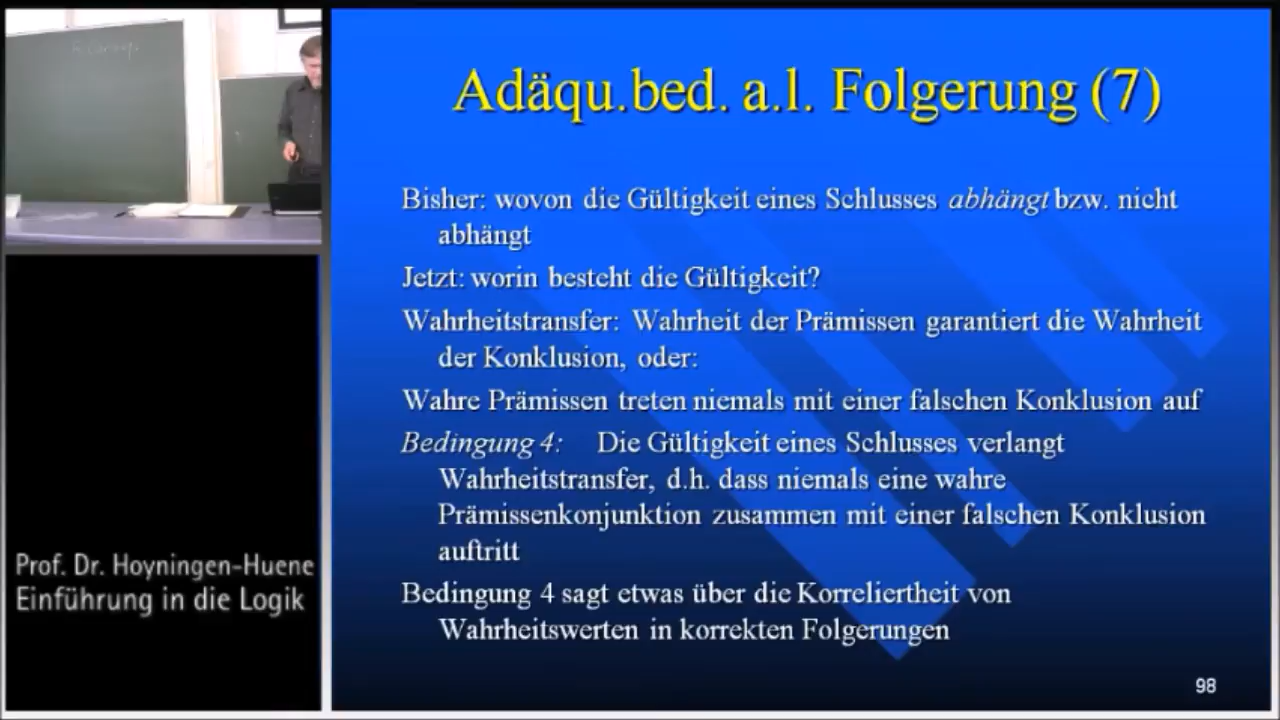 Adäqu.bed. a.l. Folgerung (7)
Bisher: wovon die Gültigkeit eines Schlusses abhängt bzw. nicht
abhängt
Jetzt: worin besteht die Gültigkeit?
Wahrheitstransfer: Wahrheit der Prämissen garantiert die Wahrheit
der Konklusion, oder:
Wahre Prämissen treten niemals mit einer falschen Konklusion auf
Bedingung 4: Die Gültigkeit eines Schlusses verlangt
Wahrheitstransfer, d.h. dass niemals eine wahre
Prämissenkonjunktion zusammen mit einer falschen Konklusion
auftritt
Bedingung 4 sagt etwas über die Korreliertheit von
Wahrheitswerten in korrekten Folgerungen
98
Prof. Dr. Hoyningen-Huene
Einführung in die Logik